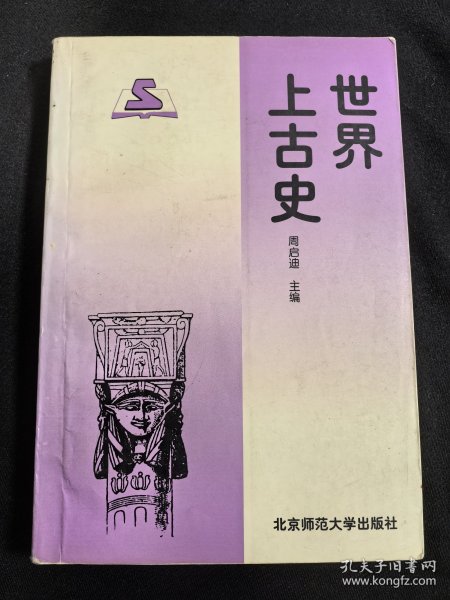 世界
上古史
周启迪 主编
北京师范大学出版社
孔夫子旧书网
www.kongfz.com